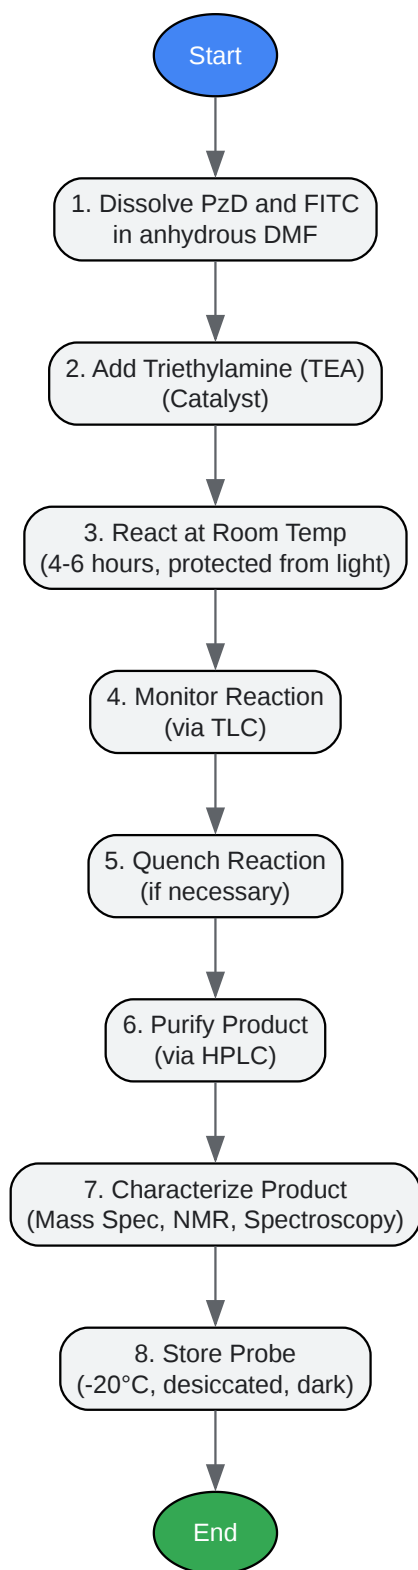 Start
1. Dissolve PzD and FITC
in anhydrous DMF
2. Add Triethylamine (TEA)
(Catalyst)
3. React at Room Temp
(4-6 hours, protected from light)
4. Monitor Reaction
(via TLC)
5. Quench Reaction
(if necessary)
6. Purify Product
(via HPLC)
7. Characterize Product
(Mass Spec, NMR, Spectroscopy)
8. Store Probe
(-20°C, desiccated, dark)
End